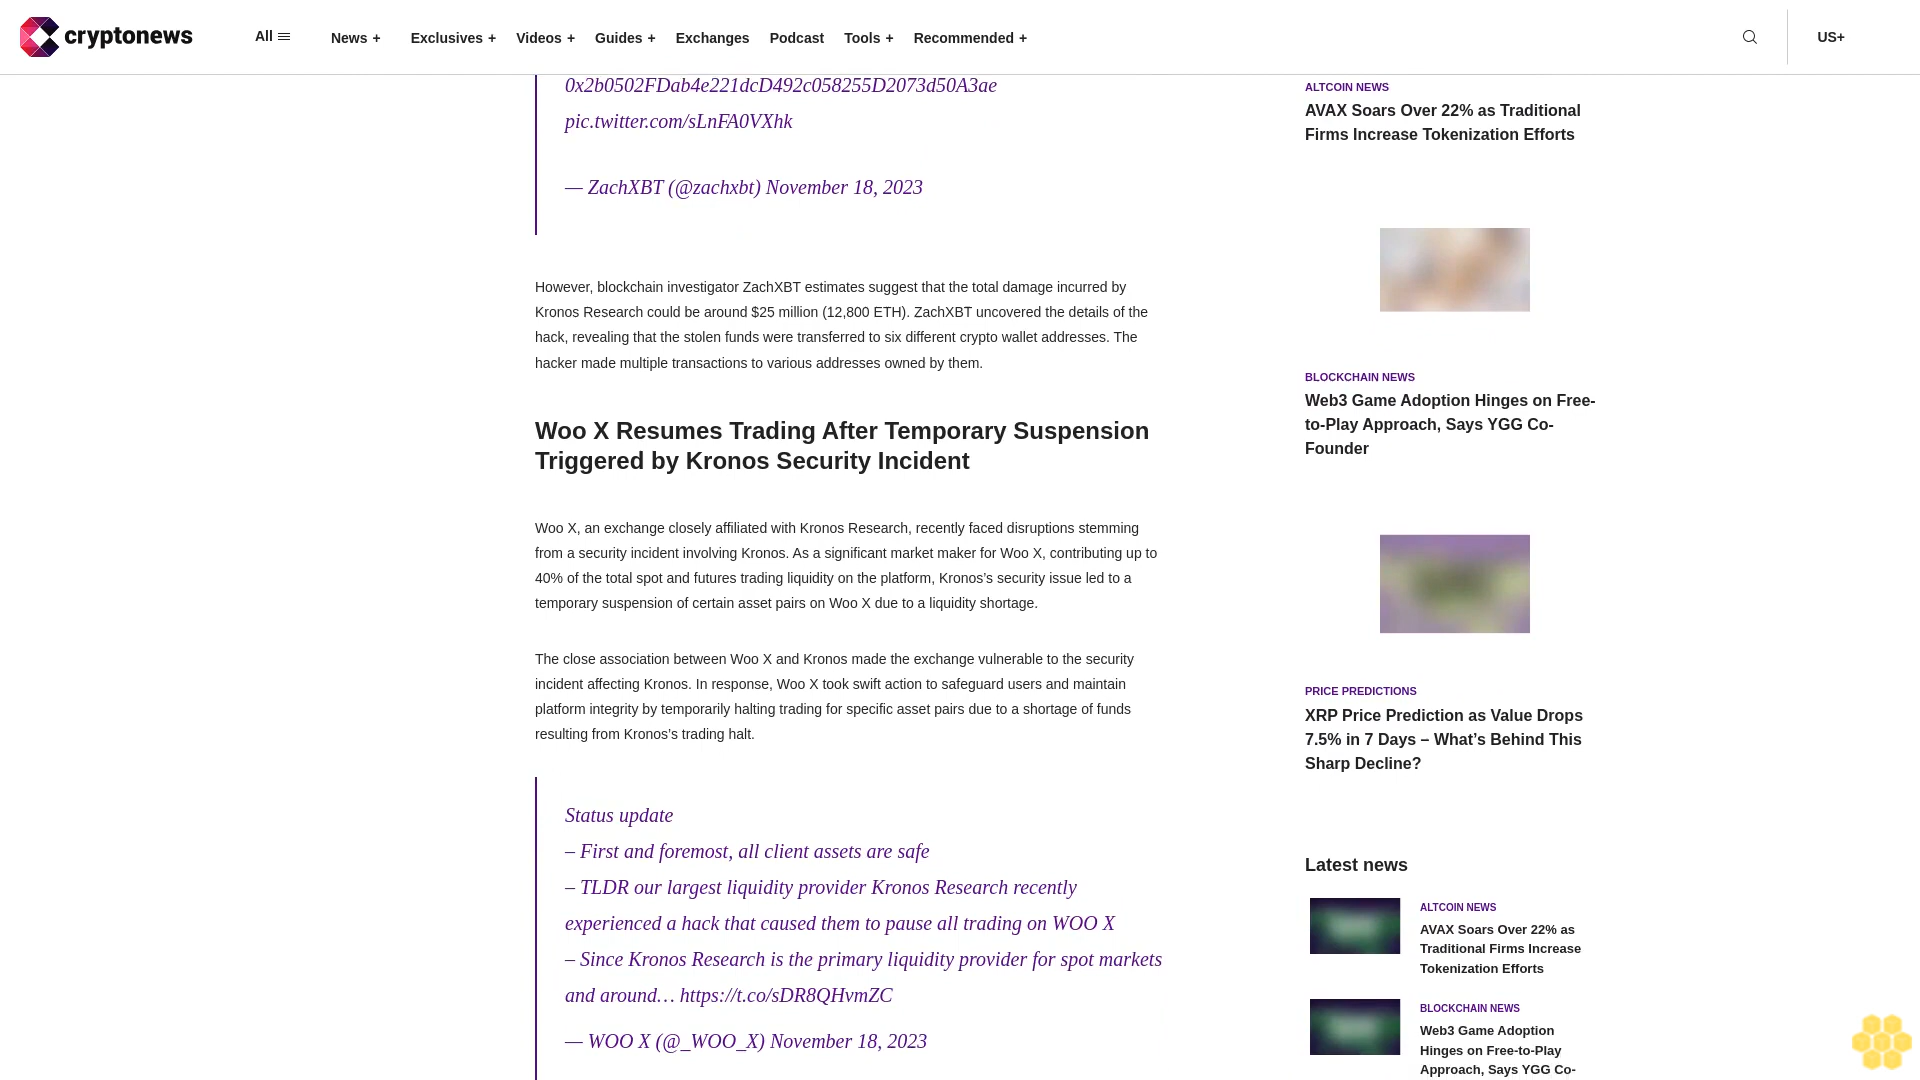 cryptonews
All
News +
Exclusives +
Videos +
Guides +
Exchanges
Podcast
Tools +
Recommended +
US+
0x2b0502FDab4e221dcD492c058255D2073d50A3ae
pic.twitter.com/sLnFA0VXhk
— ZachXBT (@zachxbt) November 18, 2023
However, blockchain investigator ZachXBT estimates suggest that the total damage incurred by
Kronos Research could be around $25 million (12,800 ETH). ZachXBT uncovered the details of the
hack, revealing that the stolen funds were transferred to six different crypto wallet addresses. The
hacker made multiple transactions to various addresses owned by them.
Woo X Resumes Trading After Temporary Suspension
Triggered by Kronos Security Incident
Woo X, an exchange closely affiliated with Kronos Research, recently faced disruptions stemming
from a security incident involving Kronos. As a significant market maker for Woo X, contributing up to
40% of the total spot and futures trading liquidity on the platform, Kronos’s security issue led to a
temporary suspension of certain asset pairs on Woo X due to a liquidity shortage.
The close association between Woo X and Kronos made the exchange vulnerable to the security
incident affecting Kronos. In response, Woo X took swift action to safeguard users and maintain
platform integrity by temporarily halting trading for specific asset pairs due to a shortage of funds
resulting from Kronos’s trading halt.
Status update
– First and foremost, all client assets are safe
– TLDR our largest liquidity provider Kronos Research recently
experienced a hack that caused them to pause all trading on WOO X
– Since Kronos Research is the primary liquidity provider for spot markets
and around… https://t.co/sDR8QHvmZC
— WOO X (@_WOO_X) November 18, 2023
ALTCOIN NEWS
AVAX Soars Over 22% as Traditional
Firms Increase Tokenization Efforts
BLOCKCHAIN NEWS
Web3 Game Adoption Hinges on Free-
to-Play Approach, Says YGG Co-
Founder
PRICE PREDICTIONS
XRP Price Prediction as Value Drops
7.5% in 7 Days – What’s Behind This
Sharp Decline?
Latest news
ALTCOIN NEWS
AVAX Soars Over 22% as
Traditional Firms Increase
Tokenization Efforts
BLOCKCHAIN NEWS
Web3 Game Adoption
Hinges on Free-to-Play
Approach, Says YGG Co-